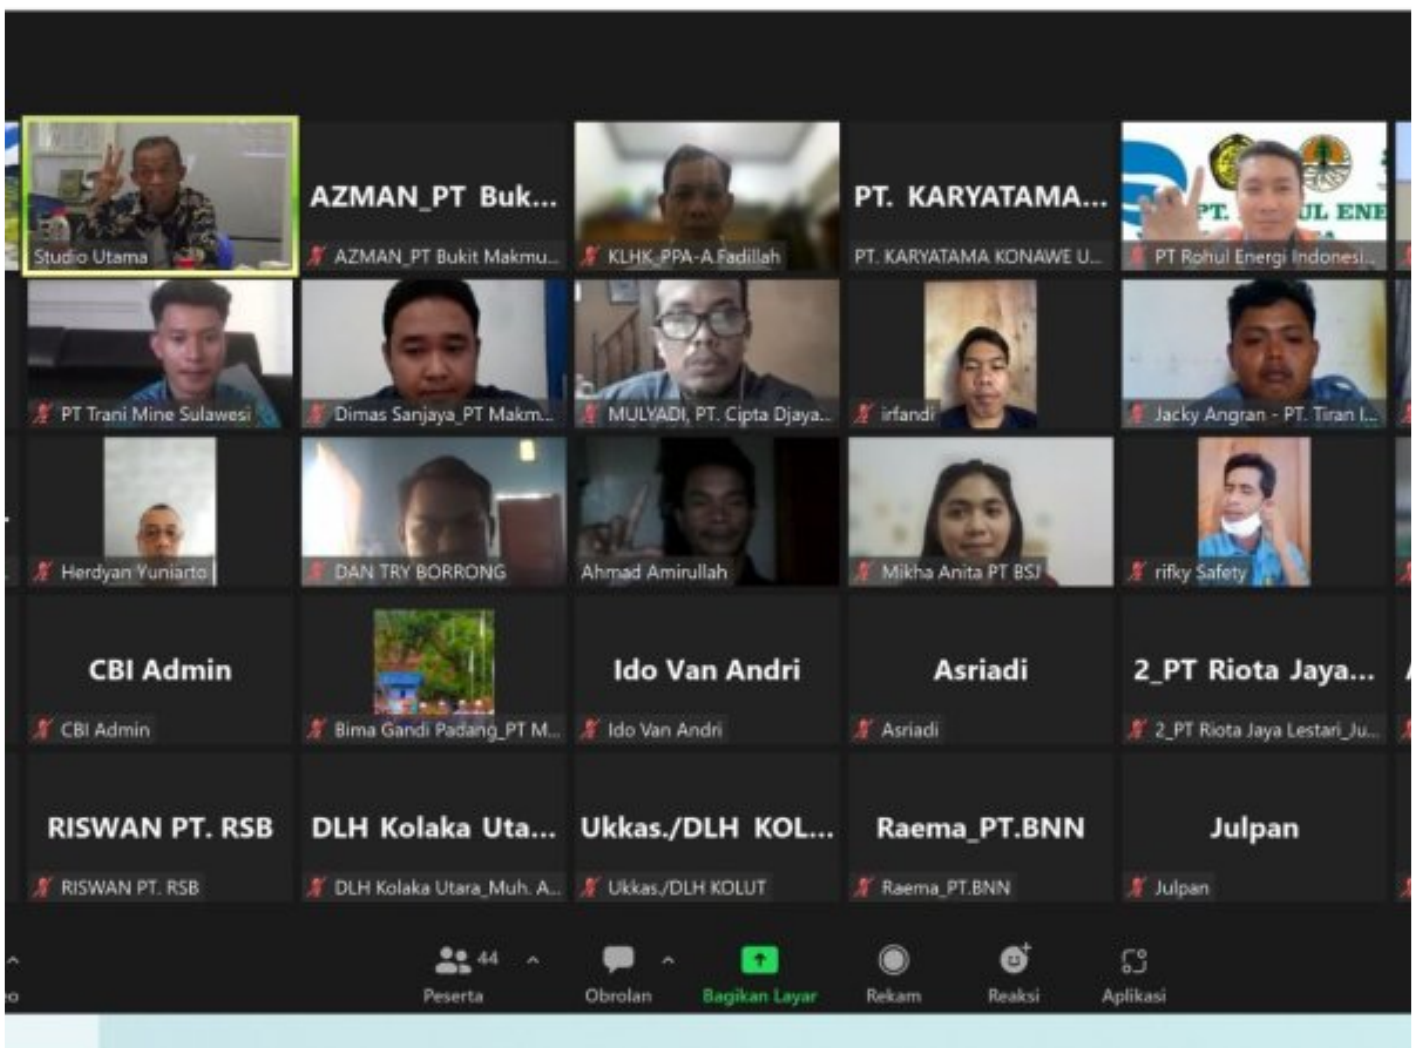 Studio Utama
AZMAN_PT Buk...
AZMAN_PT Bukit Makmu...
KLHK_PPA-A.Fadillah
PT. KARYATAMA...
PT. KARYATAMA KONAWE U...
PT. UL ENE
PT Rohul Energi Indonesi...
PT Trani Mine Sulawesi
Dimas Sanjaya_PT Makm...
MULYADI, PT. Cipta Djaya...
irfandi
Jacky Angran - PT. Tiran I...
Herdyan Yuniarto
DAN TRY BORRONG
Ahmad Amirullah
Mikha Anita PT BSJ
rifky Safety
CBI Admin
CBI Admin
Bima Gandi Padang_PT M...
Ido Van Andri
Ido Van Andri
Asriadi
Asriadi
2_PT Riota Jaya...
2_PT Riota Jaya Lestari_Ju...
RISWAN PT. RSB
RISWAN PT. RSB
DLH Kolaka Uta...
DLH Kolaka Utara_Muh. A...
Ukkas./DLH KOL...
Ukkas./DLH KOLUT
Raema_PT.BNN
Raema_PT.BNN
Julpan
Julpan
44
Peserta
Obrolan
Bagikan Layar
Rekam
Reaksi
Aplikasi